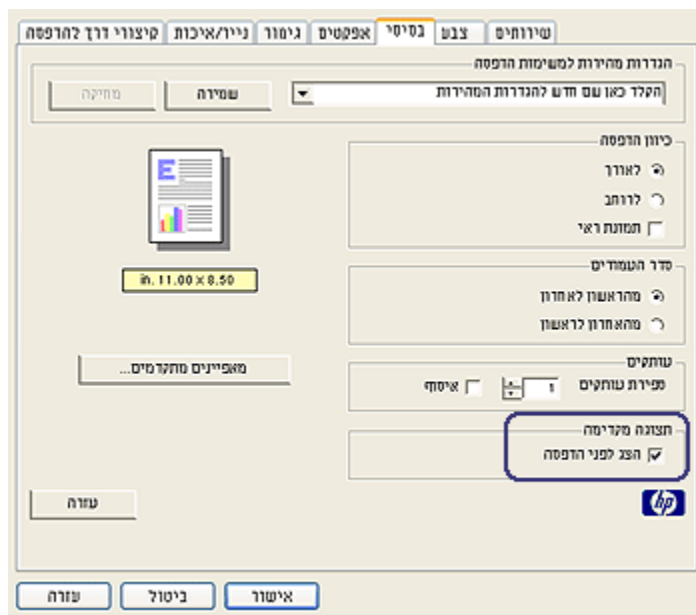 שירותים צבע בסיסי אפקטים גימור נייר/איכות קיצורי דרך להדפסה
הגדרות מהירות למשימות הדפסה
הקלד כאן שם חדש להגדרות המהירות שמירה מחיקה
כיוון הדפסה
לאורך
לרוחב
תמונת ראי
in. 11.00 × 8.50
סדר העמודים
מהראשון לאחרון
מהאחרון לראשון
מאפיינים מתקדמים...
עותקים
ספירת עותקים 1 איסוף
תצוגה מקדימה
הצג לפני הדפסה
עזרה
hp
אישור ביטול עזרה